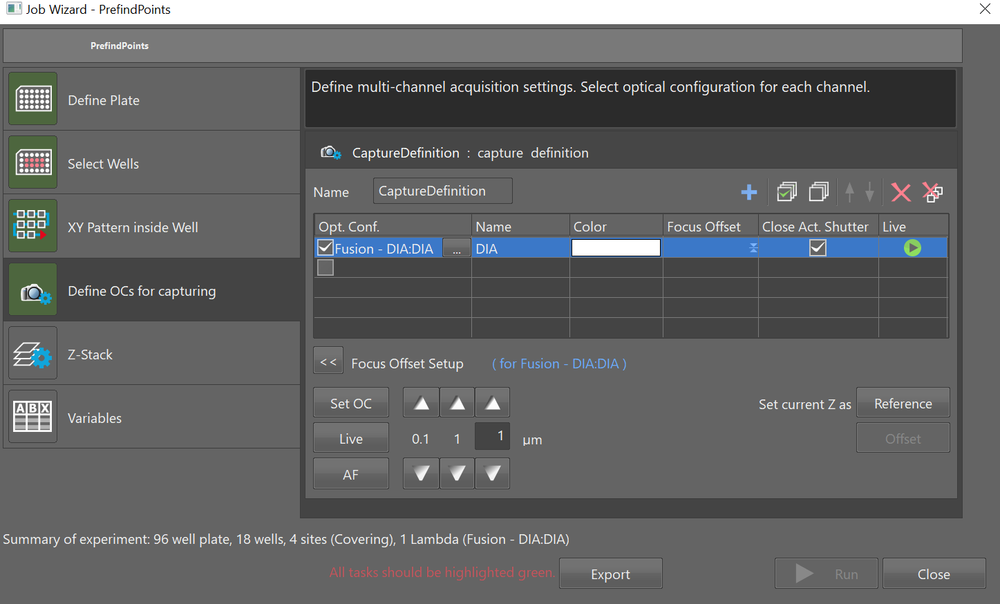 Job Wizard - PrefindPoints
PrefindPoints
Define Plate
Select Wells
XY Pattern inside Well
Define OCs for capturing
Z-Stack
ABX
Variables
Define multi-channel acquisition settings. Select optical configuration for each channel.
CaptureDefinition : capture definition
Name CaptureDefinition
Opt. Conf. Name Color Focus Offset Close Act. Shutter Live
Fusion - DIA:DIA ... DIA
<< Focus Offset Setup ( for Fusion - DIA:DIA )
Set OC Set current Z as Reference
Live 0.1 1 1 µm Offset
AF
Summary of experiment: 96 well plate, 18 wells, 4 sites (Covering), 1 Lambda (Fusion - DIA:DIA)
All tasks should be highlighted green. Export Run Close